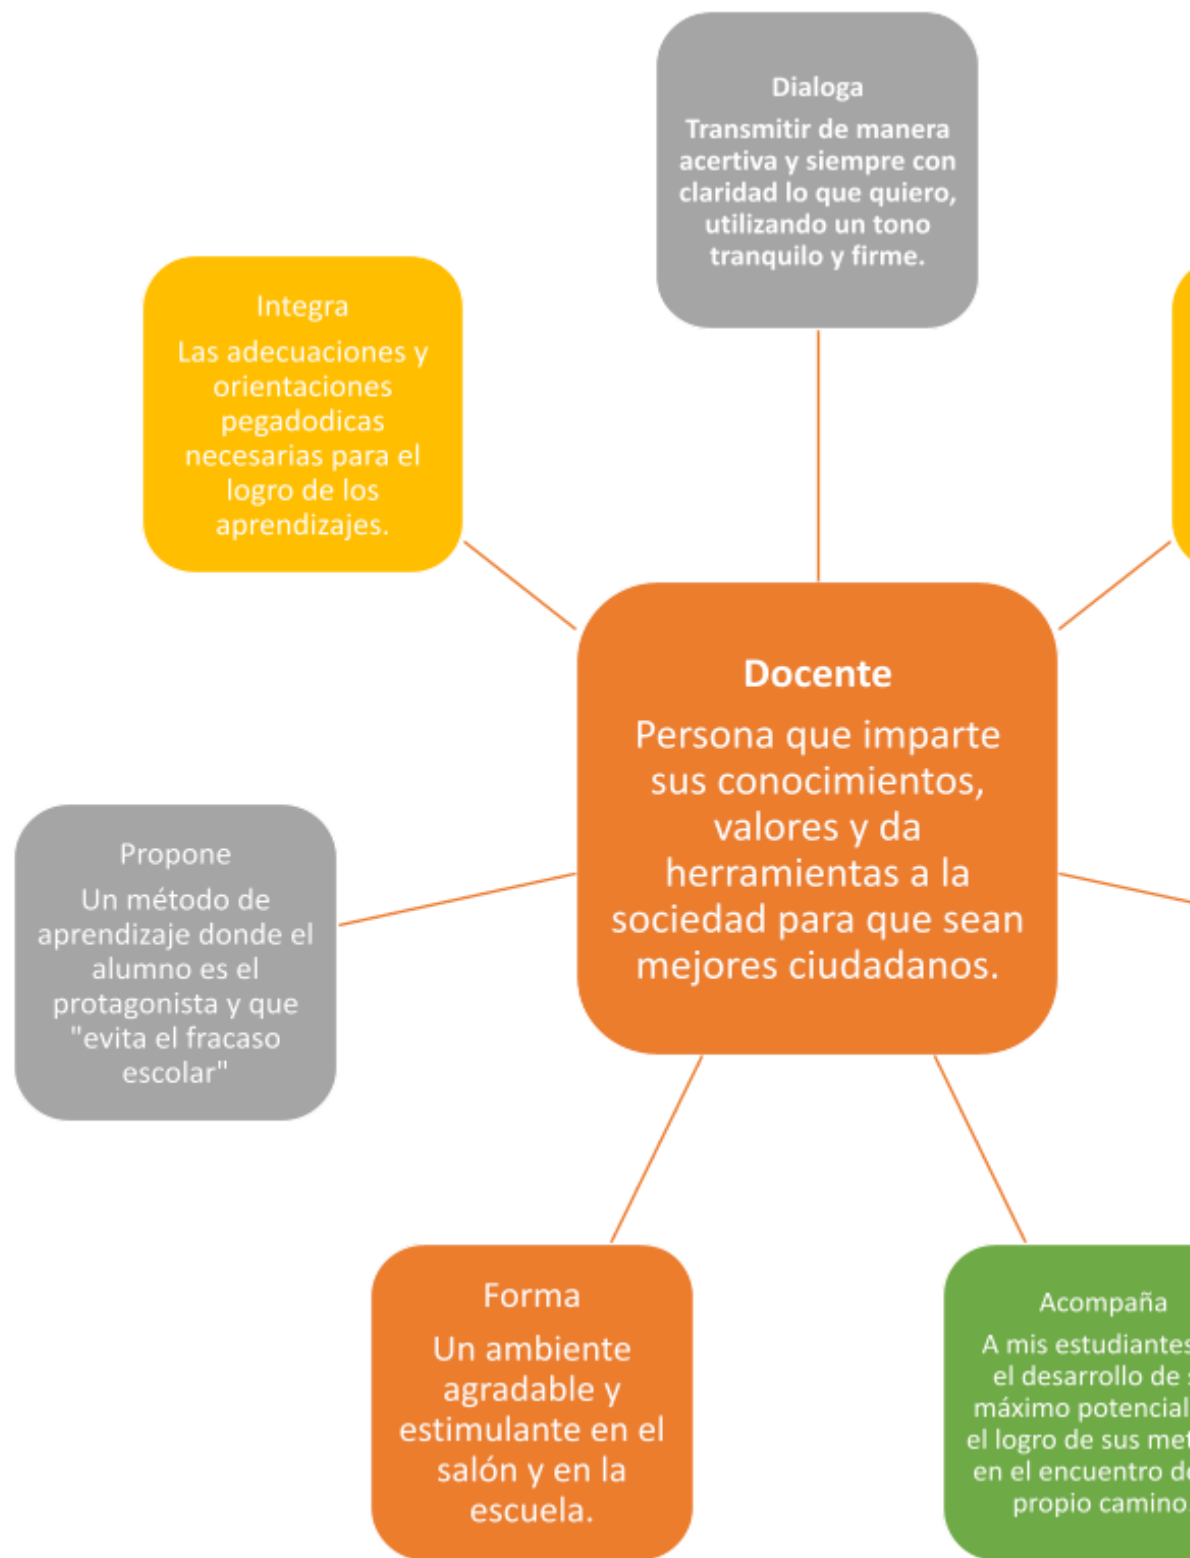 Dialoga
Transmitir de manera
acertiva y siempre con
claridad lo que quiero,
utilizando un tono
tranquilo y firme.
Integra
Las adecuaciones y
orientaciones
pegadodicas
necesarias para el
logro de los
aprendizajes.
Docente
Persona que imparte
sus conocimientos,
valores y da
herramientas a la
sociedad para que sean
mejores ciudadanos.
Propone
Un método de
aprendizaje donde el
alumno es el
protagonista y que
"evita el fracaso
escolar"
Forma
Un ambiente
agradable y
estimulante en el
salón y en la
escuela.
Acompaña
A mis estudiantes
el desarrollo de
máximo potencial
el logro de sus
en el encuentro
propio camino